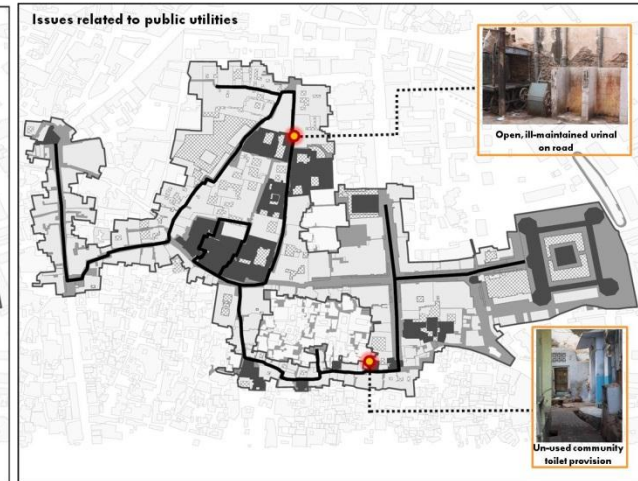 Issues related to public utilities
Open, ill-maintained urinal
on road
Un-used community
toilet provision